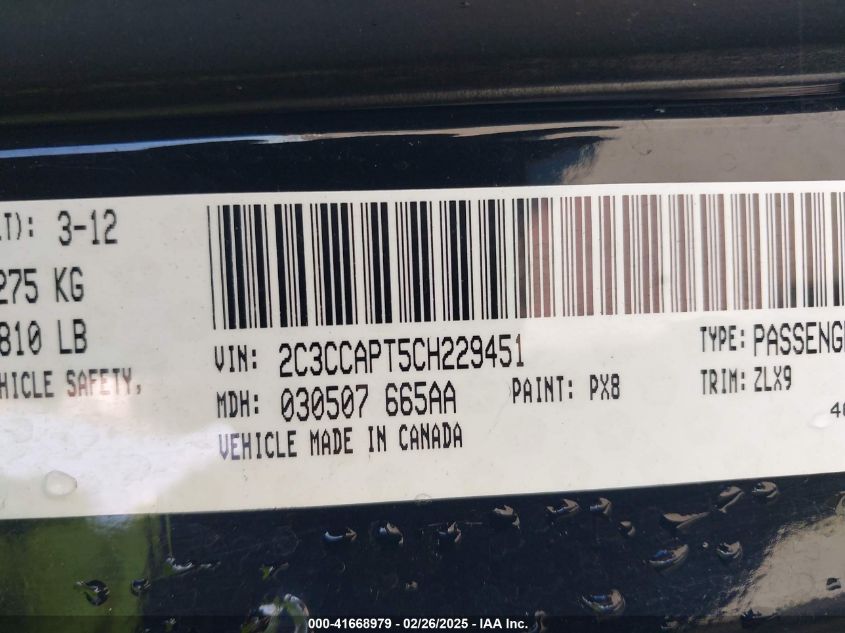 LT): 3-12
275 KG
810 LB
HICLE SAFETY,
VIN: 2C3CCAPT5CH229451
TYPE: PASSENG
MDH: 030507 665AA
PAINT: PX8
TRIM: ZLX9
VEHICLE MADE IN CANADA
000-41668979 - 02/26/2025 - IAA Inc.